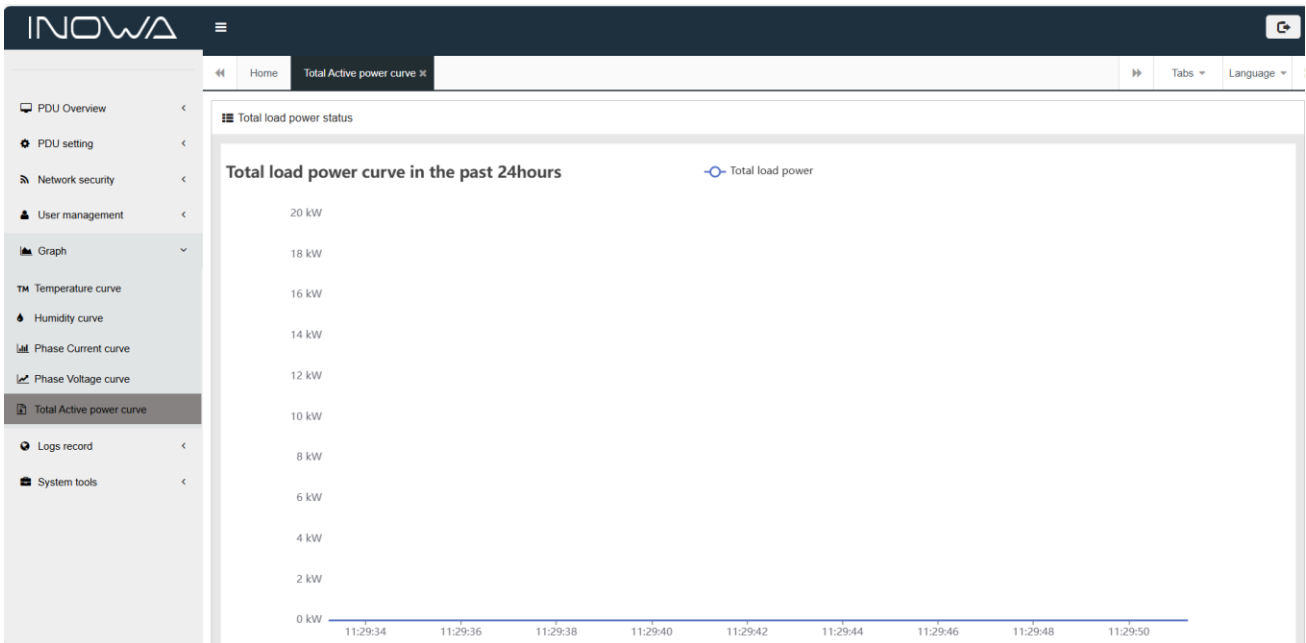 INOWA
Home
Total Active power curve
Tabs
Language
PDU Overview
PDU setting
Network security
User management
Graph
TM Temperature curve
Humidity curve
Phase Current curve
Phase Voltage curve
Total Active power curve
Logs record
System tools
Total load power status
Total load power curve in the past 24hours
Total load power
20 kW
18 kW
16 kW
14 kW
12 kW
10 kW
8 kW
6 kW
4 kW
2 kW
0 kW
11:29:34 11:29:36 11:29:38 11:29:40 11:29:42 11:29:44 11:29:46 11:29:48 11:29:50